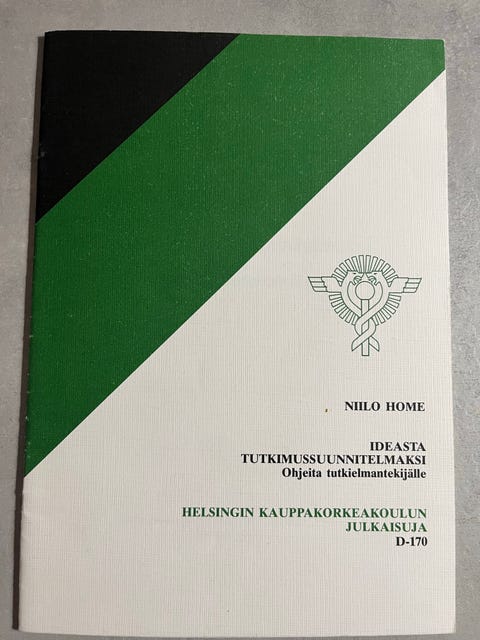 NIILO HOME
IDEASTA
TUTKIMUSSUUNNITELMAKSI
Ohjeita tutkielmantekijälle
HELSINGIN KAUPPAKORKEAKOULUN
JULKAISUJA
D-170